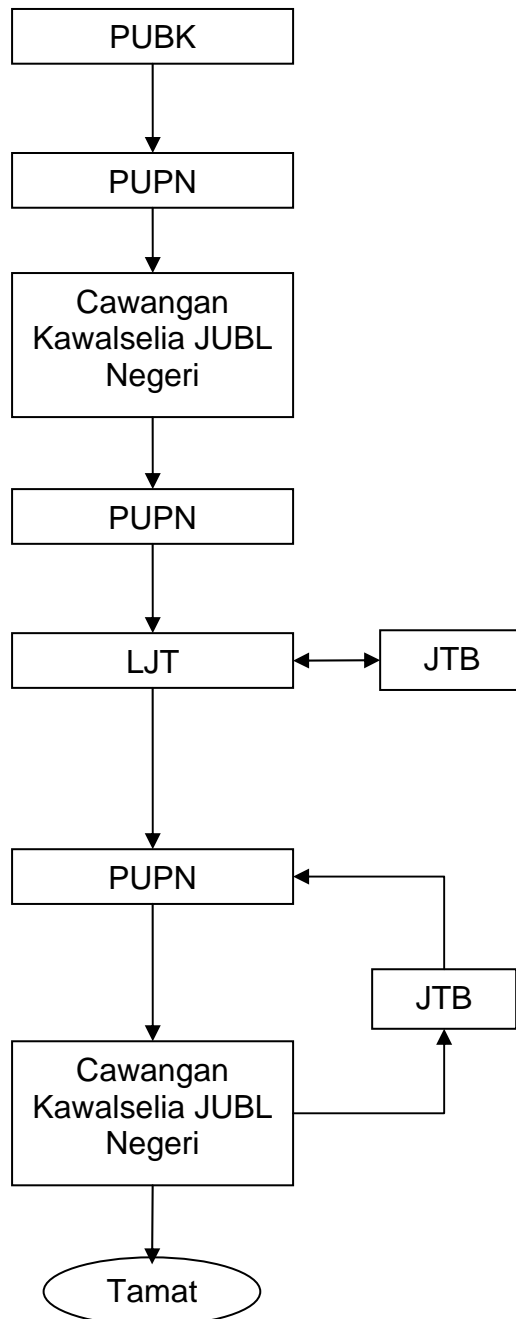 PUBK
PUPN
Cawangan
Kawalselia JUBL
Negeri
PUPN
LJT
JTB
PUPN
JTB
Cawangan
Kawalselia JUBL
Negeri
Tamat